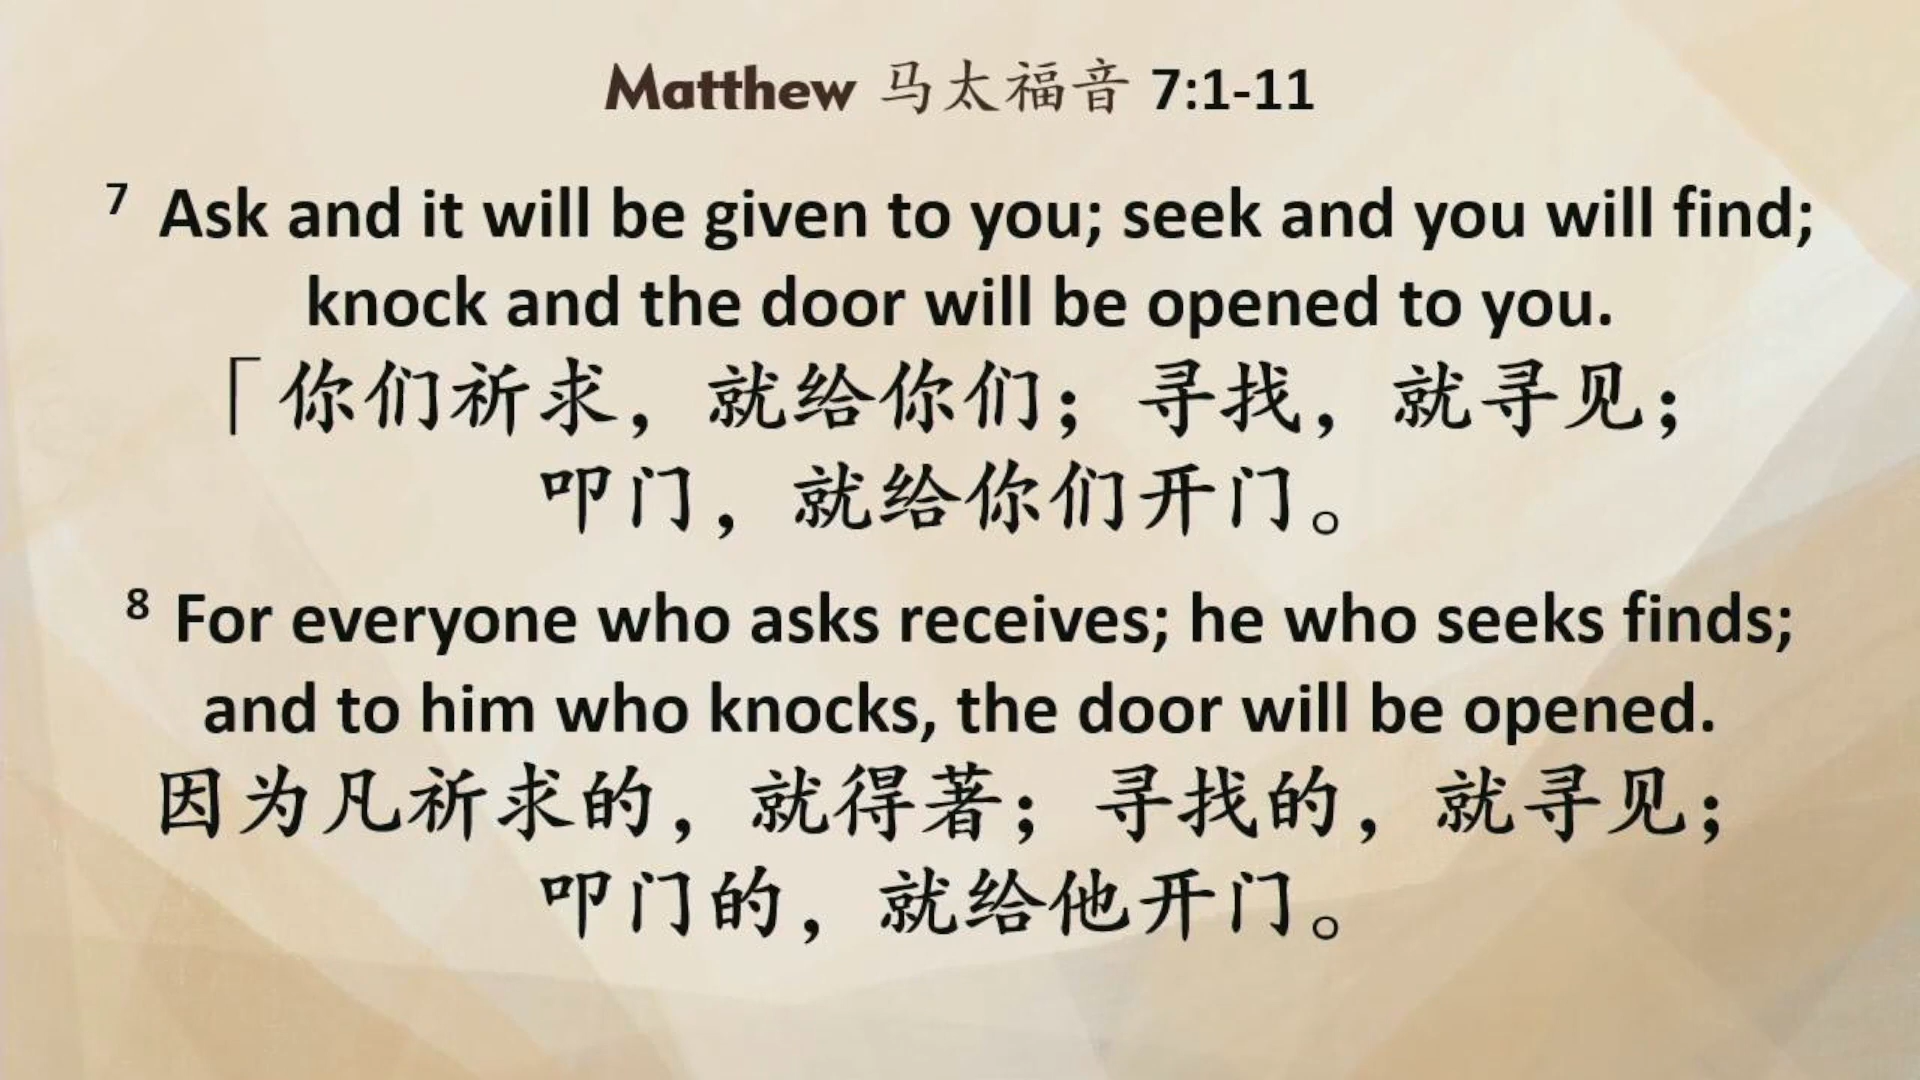 Matthew 马太福音 7:1-11
7 Ask and it will be given to you; seek and you will find;
knock and the door will be opened to you.
「你们祈求，就给你们；寻找，就寻见；
叩门，就给你们开门。
8 For everyone who asks receives; he who seeks finds;
and to him who knocks, the door will be opened.
因为凡祈求的，就得著；寻找的，就寻见；
叩门的，就给他开门。